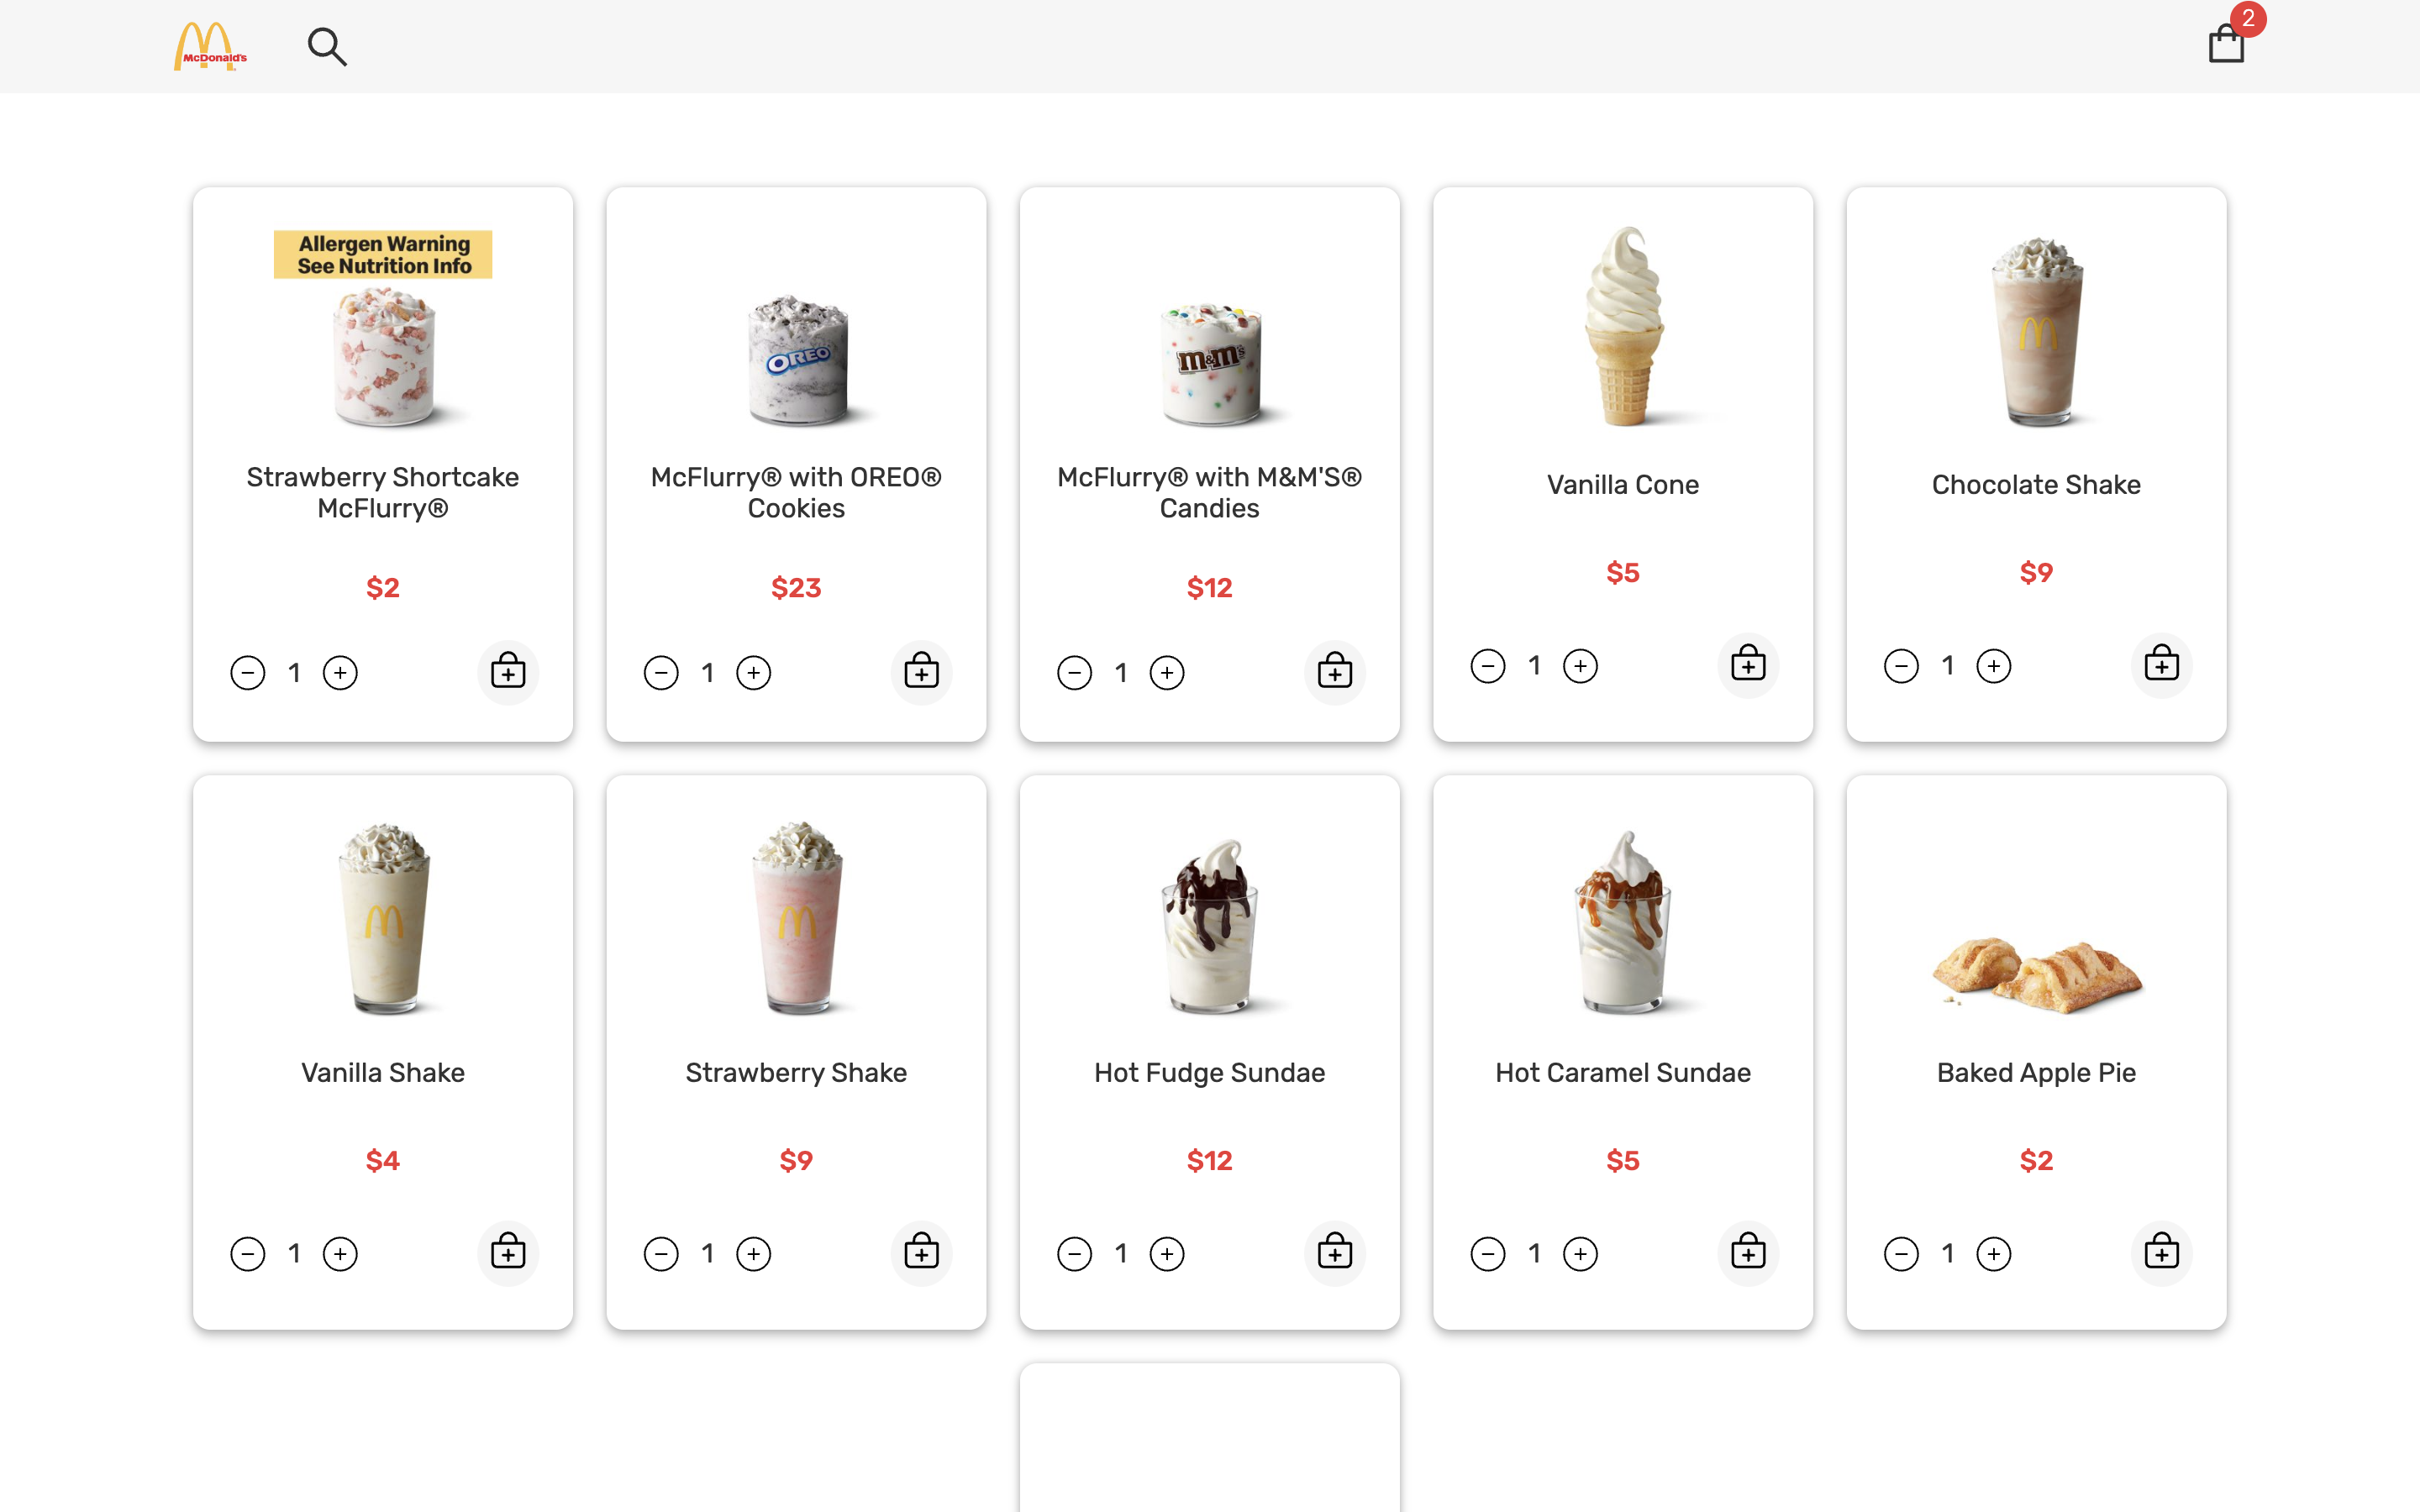 McDonald's
2
Allergen Warning
See Nutrition Info
Strawberry Shortcake
McFlurry®
$2
1
OREO
McFlurry® with OREO®
Cookies
$23
1
m&m's
McFlurry® with M&M'S®
Candies
$12
1
Vanilla Cone
$5
1
Chocolate Shake
$9
1
Vanilla Shake
$4
1
Strawberry Shake
$9
1
Hot Fudge Sundae
$12
1
Hot Caramel Sundae
$5
1
Baked Apple Pie
$2
1